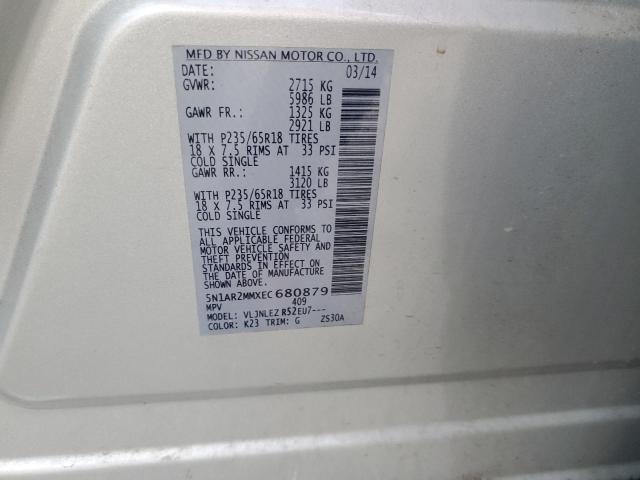 MFD BY NISSAN MOTOR CO., LTD.
DATE: 03/14
GVWR: 2715 KG
5986 LB
GAWR FR.: 1325 KG
2921 LB
WITH P235/65R18 TIRES
18 X 7.5 RIMS AT 33 PSI
COLD SINGLE
GAWR RR.: 1415 KG
3120 LB
WITH P235/65R18 TIRES
18 X 7.5 RIMS AT 33 PSI
COLD SINGLE
THIS VEHICLE CONFORMS TO
ALL APPLICABLE FEDERAL
MOTOR VEHICLE SAFETY AND
THEFT PREVENTION
STANDARDS IN EFFECT ON
THE DATE OF MANUFACTURE
SHOWN ABOVE.
5N1AR2MMXEC680879
MPV 409
MODEL: VLJNLEZ R52EU7---
COLOR: K23 TRIM: G ZS30A